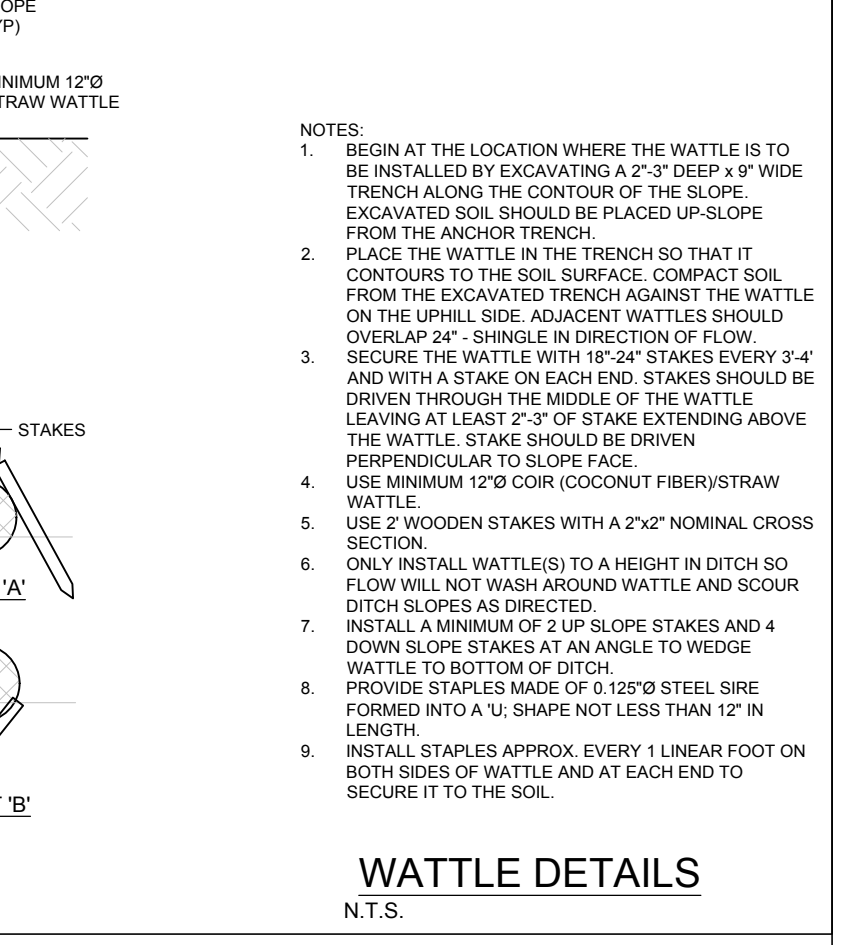 OPE
YP)
NIMUM 12"Ø
TRAW WATTLE
STAKES
'A'
'B'
NOTES:
1. BEGIN AT THE LOCATION WHERE THE WATTLE IS TO
BE INSTALLED BY EXCAVATING A 2"-3" DEEP x 9" WIDE
TRENCH ALONG THE CONTOUR OF THE SLOPE.
EXCAVATED SOIL SHOULD BE PLACED UP-SLOPE
FROM THE ANCHOR TRENCH.
2. PLACE THE WATTLE IN THE TRENCH SO THAT IT
CONTOURS TO THE SOIL SURFACE. COMPACT SOIL
FROM THE EXCAVATED TRENCH AGAINST THE WATTLE
ON THE UPHILL SIDE. ADJACENT WATTLES SHOULD
OVERLAP 24" - SHINGLE IN DIRECTION OF FLOW.
3. SECURE THE WATTLE WITH 18"-24" STAKES EVERY 3'-4'
AND WITH A STAKE ON EACH END. STAKES SHOULD BE
DRIVEN THROUGH THE MIDDLE OF THE WATTLE
LEAVING AT LEAST 2"-3" OF STAKE EXTENDING ABOVE
THE WATTLE. STAKE SHOULD BE DRIVEN
PERPENDICULAR TO SLOPE FACE.
4. USE MINIMUM 12"Ø COIR (COCONUT FIBER)/STRAW
WATTLE.
5. USE 2' WOODEN STAKES WITH A 2"x2" NOMINAL CROSS
SECTION.
6. ONLY INSTALL WATTLE(S) TO A HEIGHT IN DITCH SO
FLOW WILL NOT WASH AROUND WATTLE AND SCOUR
DITCH SLOPES AS DIRECTED.
7. INSTALL A MINIMUM OF 2 UP SLOPE STAKES AND 4
DOWN SLOPE STAKES AT AN ANGLE TO WEDGE
WATTLE TO BOTTOM OF DITCH.
8. PROVIDE STAPLES MADE OF 0.125"Ø STEEL SIRE
FORMED INTO A 'U; SHAPE NOT LESS THAN 12" IN
LENGTH.
9. INSTALL STAPLES APPROX. EVERY 1 LINEAR FOOT ON
BOTH SIDES OF WATTLE AND AT EACH END TO
SECURE IT TO THE SOIL.
WATTLE DETAILS
N.T.S.